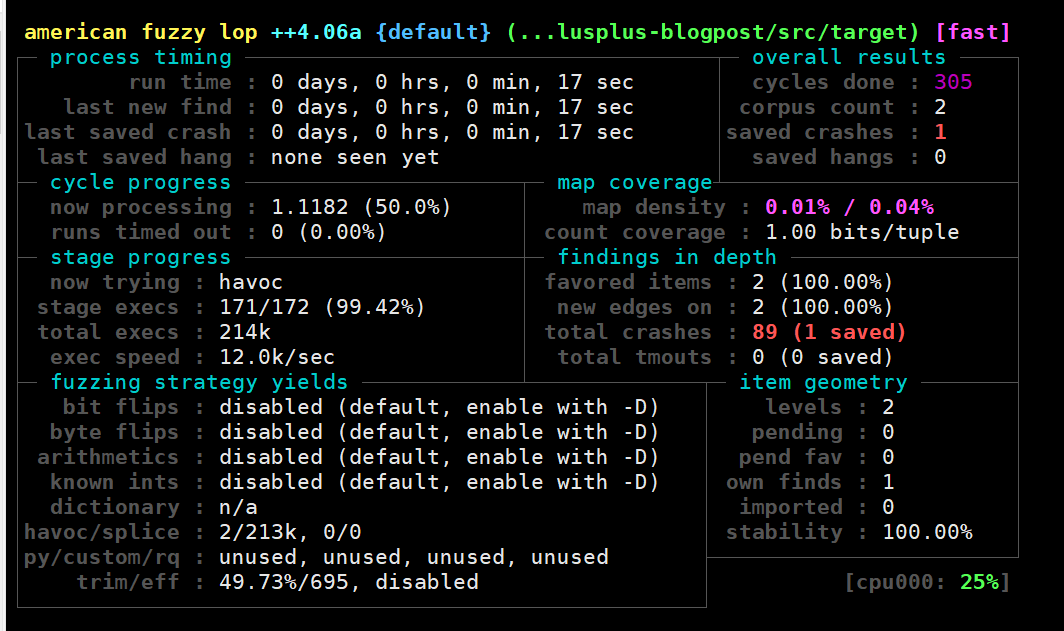 american fuzzy lop ++4.06a {default} (...lusplus-blogpost/src/target) [fast]
process timing overall results
run time : 0 days, 0 hrs, 0 min, 17 sec cycles done : 305
last new find : 0 days, 0 hrs, 0 min, 17 sec corpus count : 2
last saved crash : 0 days, 0 hrs, 0 min, 17 sec saved crashes : 1
last saved hang : none seen yet saved hangs : 0
cycle progress map coverage
now processing : 1.1182 (50.0%) map density : 0.01% / 0.04%
runs timed out : 0 (0.00%) count coverage : 1.00 bits/tuple
stage progress findings in depth
now trying : havoc favored items : 2 (100.00%)
stage execs : 171/172 (99.42%) new edges on : 2 (100.00%)
total execs : 214k total crashes : 89 (1 saved)
exec speed : 12.0k/sec total tmouts : 0 (0 saved)
fuzzing strategy yields item geometry
bit flips : disabled (default, enable with -D) levels : 2
byte flips : disabled (default, enable with -D) pending : 0
arithmetics : disabled (default, enable with -D) pend fav : 0
known ints : disabled (default, enable with -D) own finds : 1
dictionary : n/a imported : 0
havoc/splice : 2/213k, 0/0 stability : 100.00%
py/custom/rq : unused, unused, unused, unused
trim/eff : 49.73%/695, disabled [cpu000: 25%]